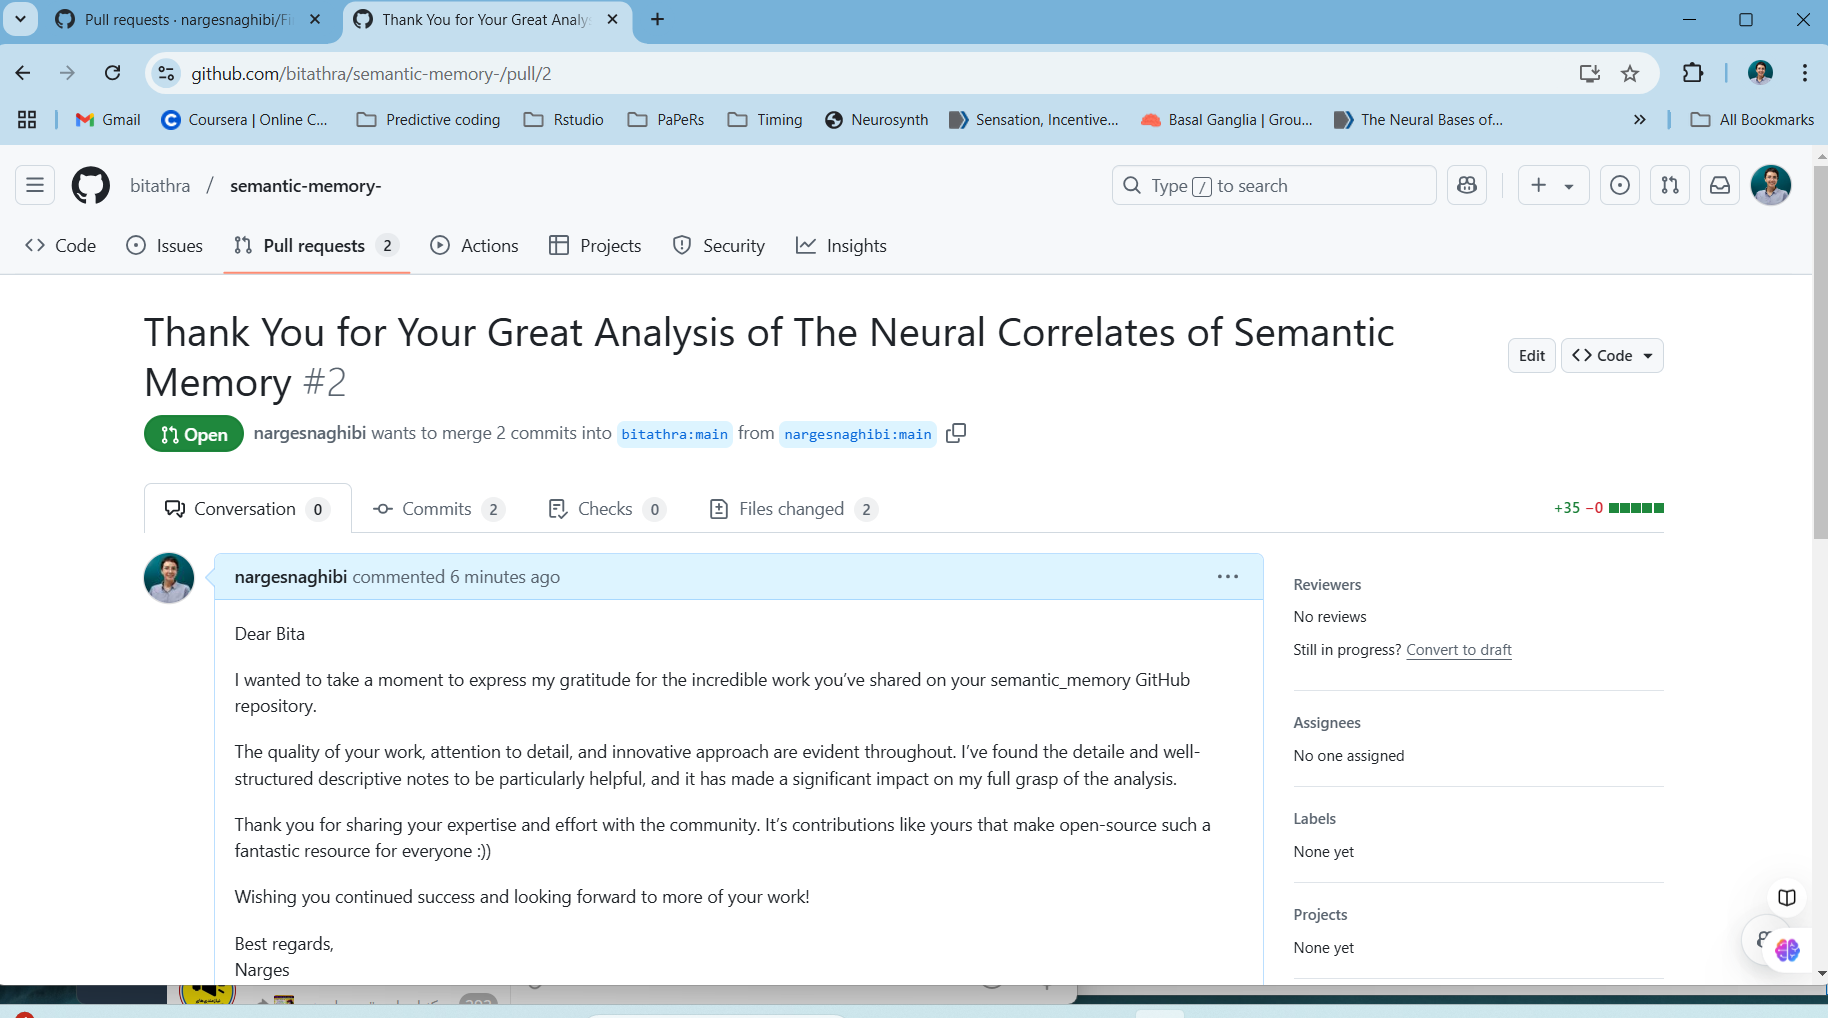 Pull requests · nargesnaghibi/Fi
Thank You for Your Great Analys
github.com/bitathra/semantic-memory-/pull/2
Gmail
Coursera | Online C...
Predictive coding
Rstudio
PaPeRs
Timing
Neurosynth
Sensation, Incentive...
Basal Ganglia | Grou...
The Neural Bases of...
All Bookmarks
bitathra / semantic-memory-
Type / to search
Code
Issues
Pull requests 2
Actions
Projects
Security
Insights
Thank You for Your Great Analysis of The Neural Correlates of Semantic
Memory #2
Edit
Code
Open
nargesnaghibi wants to merge 2 commits into bitathra:main from nargesnaghibi:main
Conversation 0
Commits 2
Checks 0
Files changed 2
+35 −0
nargesnaghibi commented 6 minutes ago
Dear Bita
I wanted to take a moment to express my gratitude for the incredible work you’ve shared on your semantic_memory GitHub
repository.
The quality of your work, attention to detail, and innovative approach are evident throughout. I’ve found the detaile and well-
structured descriptive notes to be particularly helpful, and it has made a significant impact on my full grasp of the analysis.
Thank you for sharing your expertise and effort with the community. It’s contributions like yours that make open-source such a
fantastic resource for everyone :))
Wishing you continued success and looking forward to more of your work!
Best regards,
Narges
Reviewers
No reviews
Still in progress? Convert to draft
Assignees
No one assigned
Labels
None yet
Projects
None yet